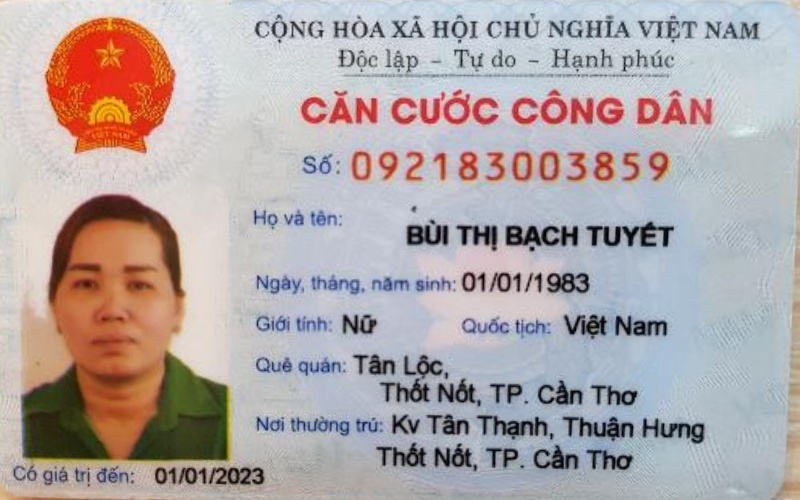 CỘNG HÒA XÃ HỘI CHỦ NGHĨA VIỆT NAM
Độc lập - Tự do - Hạnh phúc
CĂN CƯỚC CÔNG DÂN
Số: 092183003859
Họ và tên:
BÙI THỊ BẠCH TUYẾT
Ngày, tháng, năm sinh: 01/01/1983
Giới tính: Nữ Quốc tịch: Việt Nam
Quê quán: Tân Lộc,
Thốt Nốt, TP. Cần Thơ
Nơi thường trú: Kv Tân Thạnh, Thuận Hưng
Thốt Nốt, TP. Cần Thơ
Có giá trị đến: 01/01/2023